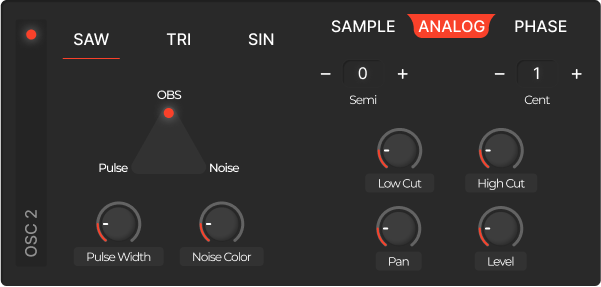 SAW TRI SIN
SAMPLE ANALOG PHASE
− 0 +
− 1 +
Semi
Cent
OBS
Pulse
Noise
Low Cut
High Cut
Pulse Width
Noise Color
Pan
Level
OSC 2